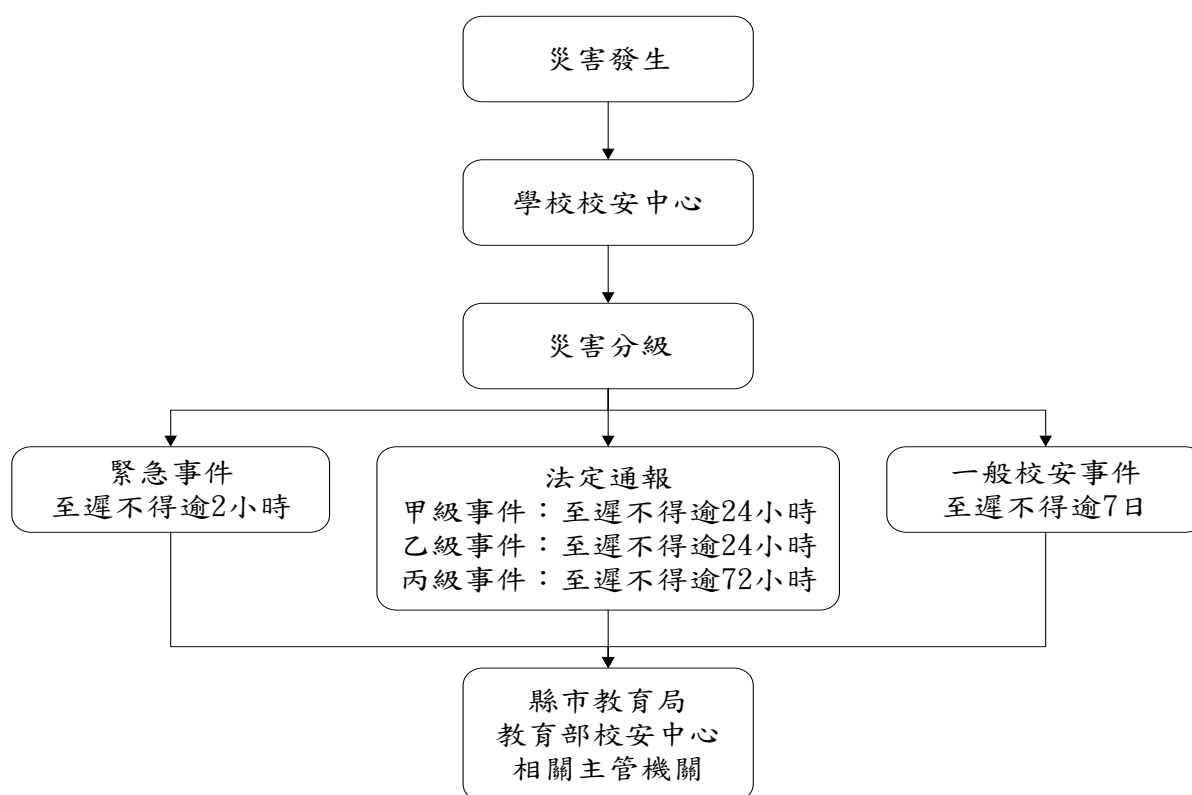 災害發生
學校校安中心
災害分級
緊急事件
至遲不得逾2小時
法定通報
甲級事件：至遲不得逾24小時
乙級事件：至遲不得逾24小時
丙級事件：至遲不得逾72小時
一般校安事件
至遲不得逾7日
縣市教育局
教育部校安中心
相關主管機關